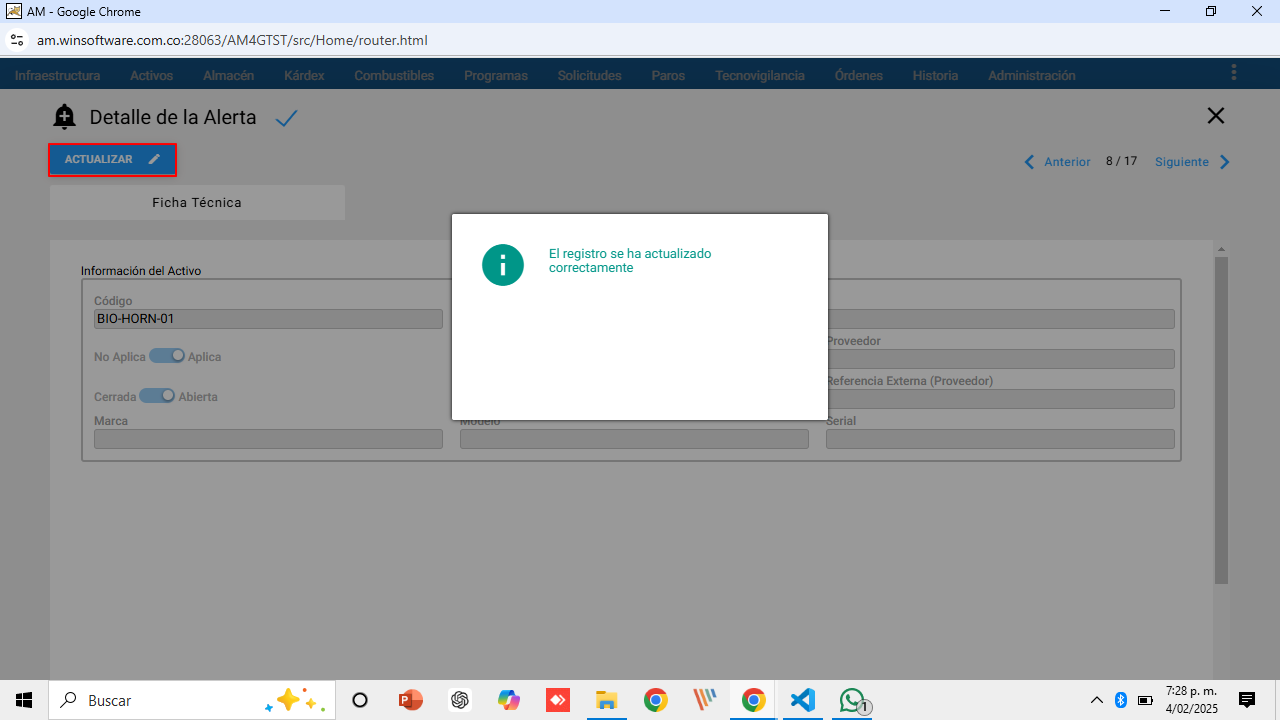 AM - Google Chrome
am.winsoftware.com.co:28063/AM4GTST/src/Home/router.html
Infraestructura Activos Almacén Kárdex Combustibles Programas Solicitudes Paros Tecnovigilancia Órdenes Historia Administración
Detalle de la Alerta
ACTUALIZAR
Anterior 8 / 17 Siguiente
Ficha Técnica
El registro se ha actualizado
correctamente
Información del Activo
Código
BIO-HORN-01
Proveedor
No Aplica Aplica
Referencia Externa (Proveedor)
Cerrada Abierta
Marca Modelo Serial
Buscar
1
7:28 p. m.
4/02/2025